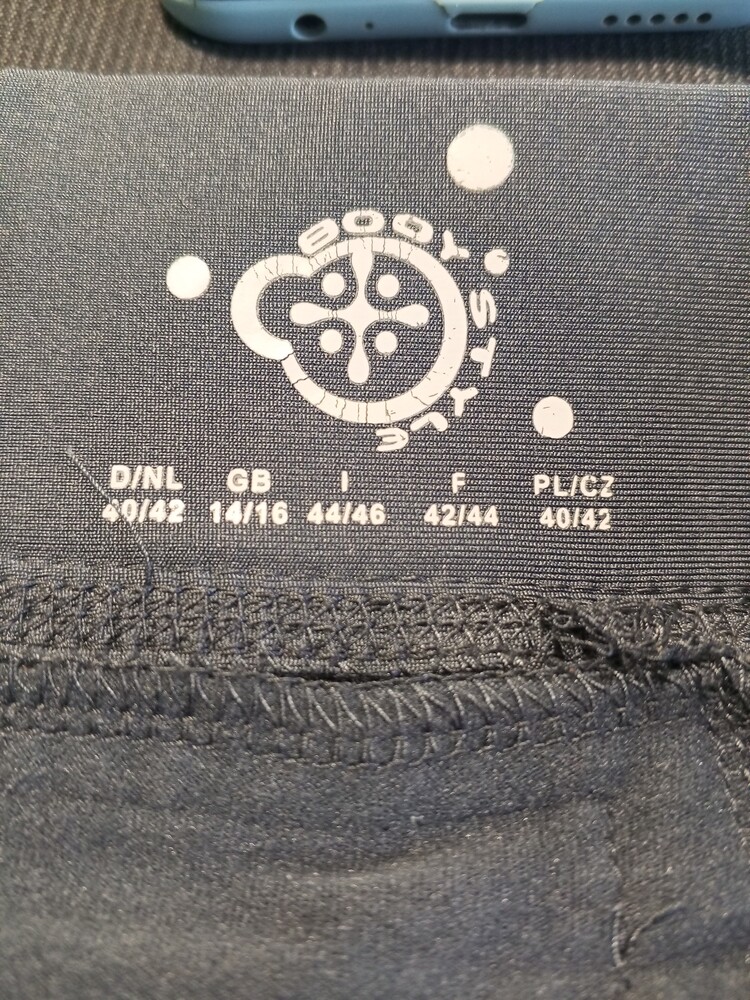 BODY STYLE
D/NL GB I F PL/CZ
40/42 14/16 44/46 42/44 40/42